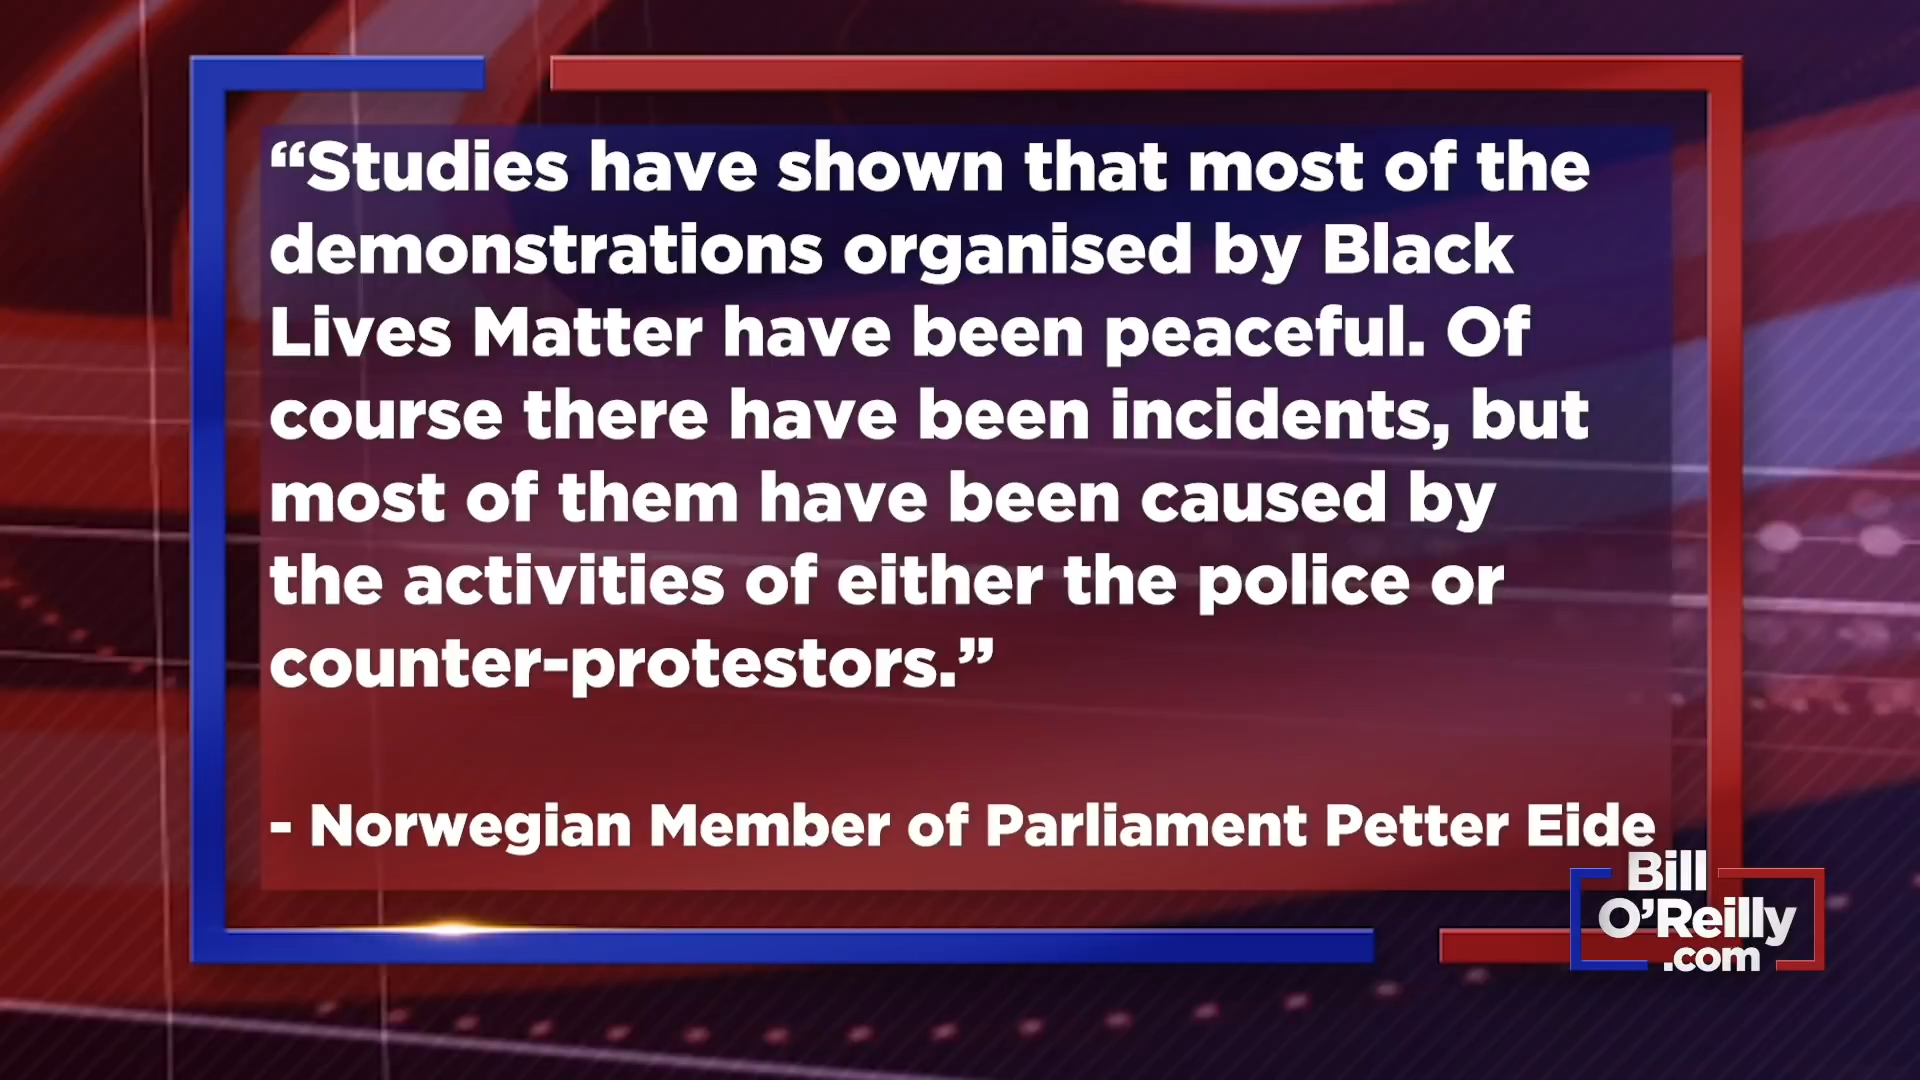 “Studies have shown that most of the
demonstrations organised by Black
Lives Matter have been peaceful. Of
course there have been incidents, but
most of them have been caused by
the activities of either the police or
counter-protestors.”
- Norwegian Member of Parliament Petter Eide
Bill
O’Reilly
.com